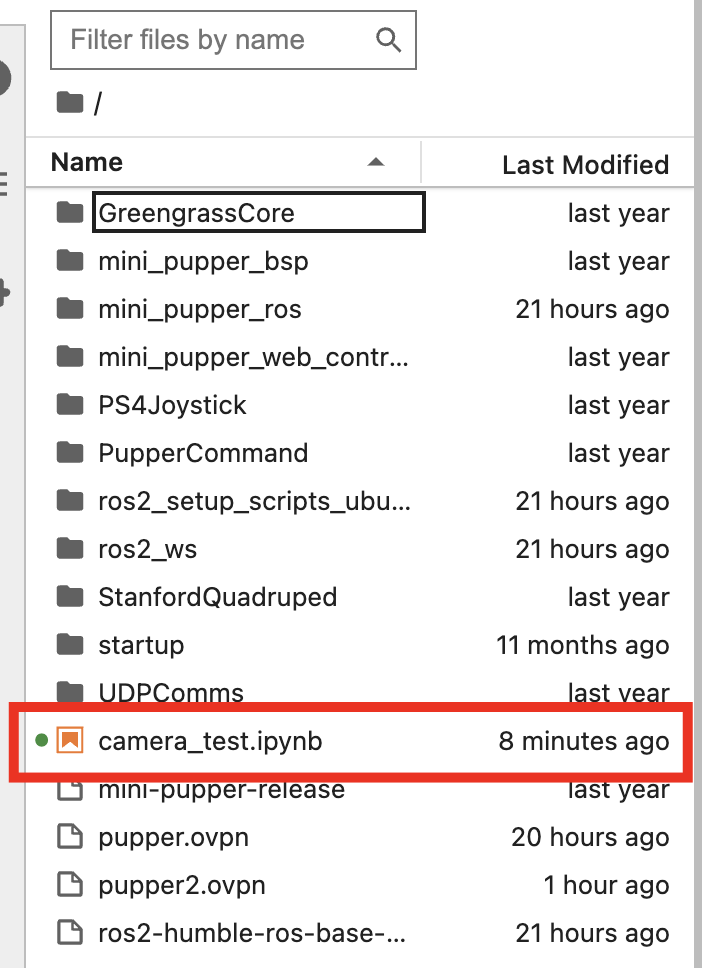 Filter files by name
/
Name Last Modified
GreengrassCore last year
mini_pupper_bsp last year
mini_pupper_ros 21 hours ago
mini_pupper_web_contr... last year
PS4Joystick last year
PupperCommand last year
ros2_setup_scripts_ubu... 21 hours ago
ros2_ws 21 hours ago
StanfordQuadruped last year
startup 11 months ago
UDPComms last year
camera_test.ipynb 8 minutes ago
mini-pupper-release last year
pupper.ovpn 20 hours ago
pupper2.ovpn 1 hour ago
ros2-humble-ros-base-... 21 hours ago